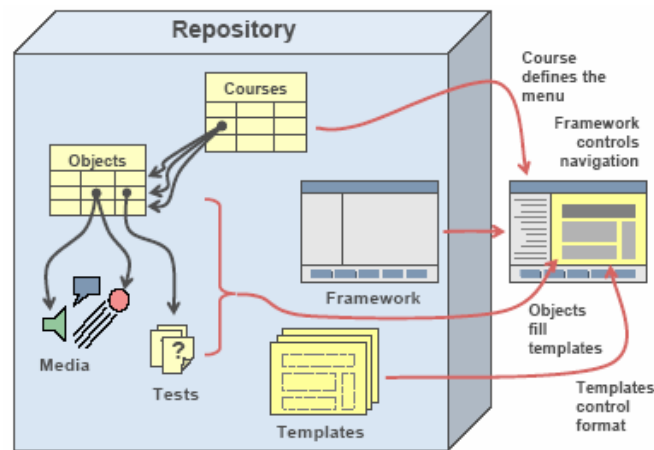 Repository
Course
defines the
menu
Courses
Framework
controls
navigation
Objects
Framework
Objects
fill
templates
Media
?
Tests
Templates
Templates
control
format